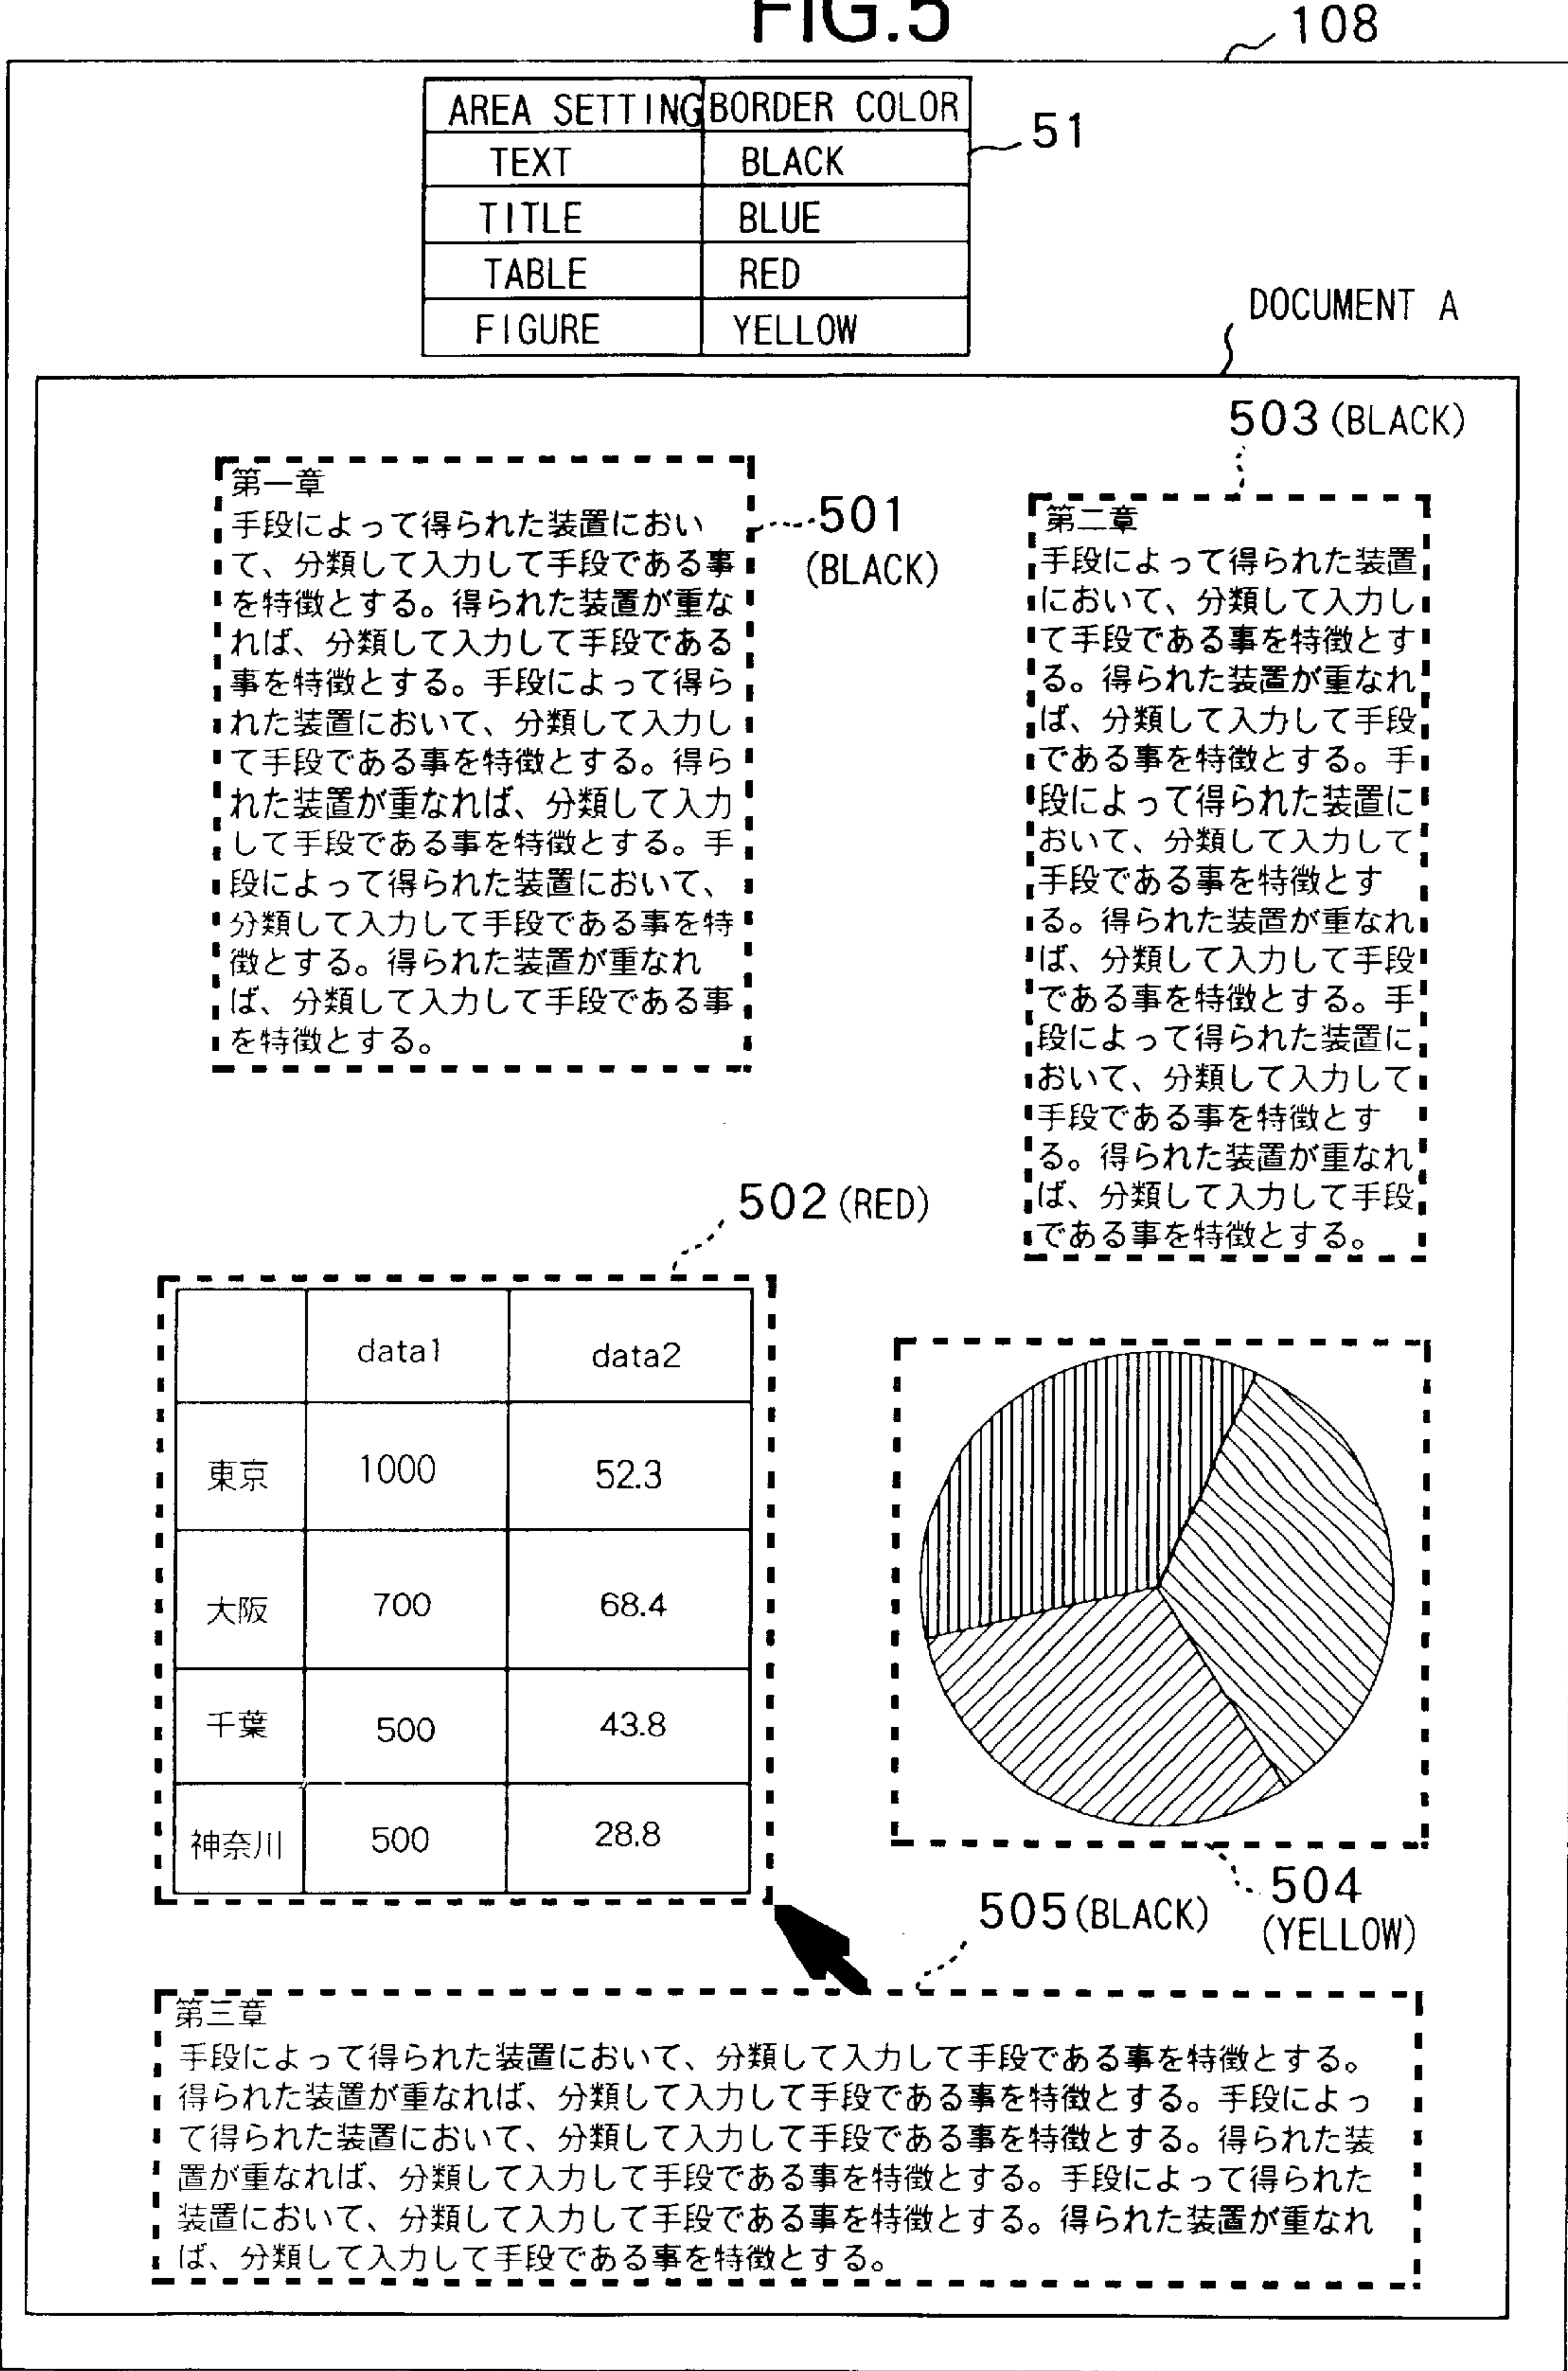 FIG.5
108
AREA SETTING BORDER COLOR
TEXT BLACK
TITLE BLUE
TABLE RED
FIGURE YELLOW
51
DOCUMENT A
第一章
手段によって得られた装置におい
て、分類して入力して手段である事
を特徴とする。得られた装置が重な
れば、分類して入力して手段である
事を特徴とする。手段によって得ら
れた装置において、分類して入力し
て手段である事を特徴とする。得ら
れた装置が重なれば、分類して入力
して手段である事を特徴とする。手
段によって得られた装置において、
分類して入力して手段である事を特
徴とする。得られた装置が重なれ
ば、分類して入力して手段である事
を特徴とする。
501
(BLACK)
503 (BLACK)
第二章
手段によって得られた装置
において、分類して入力し
て手段である事を特徴とす
る。得られた装置が重なれ
ば、分類して入力して手段
である事を特徴とする。手
段によって得られた装置に
おいて、分類して入力して
手段である事を特徴とす
る。得られた装置が重なれ
ば、分類して入力して手段
である事を特徴とする。手
段によって得られた装置に
おいて、分類して入力して
手段である事を特徴とす
る。得られた装置が重なれ
ば、分類して入力して手段
である事を特徴とする。
502 (RED)
data1 data2
東京 1000 52.3
大阪 700 68.4
千葉 500 43.8
神奈川 500 28.8
504
(YELLOW)
505 (BLACK)
第三章
手段によって得られた装置において、分類して入力して手段である事を特徴とする。
得られた装置が重なれば、分類して入力して手段である事を特徴とする。手段によっ
て得られた装置において、分類して入力して手段である事を特徴とする。得られた装
置が重なれば、分類して入力して手段である事を特徴とする。手段によって得られた
装置において、分類して入力して手段である事を特徴とする。得られた装置が重なれ
ば、分類して入力して手段である事を特徴とする。